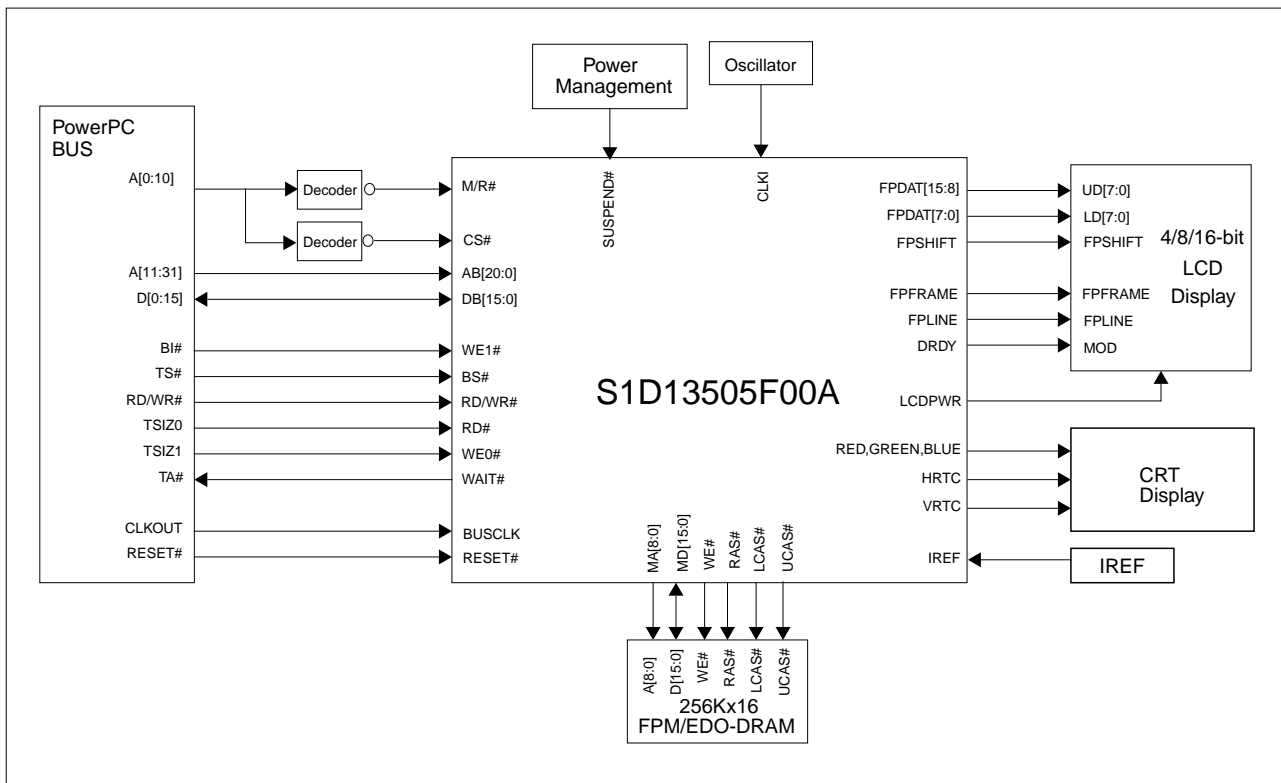 Power
Management
Oscillator
PowerPC
BUS
A[0:10]
A[11:31]
D[0:15]
BI#
TS#
RD/WR#
TSIZ0
TSIZ1
TA#
CLKOUT
RESET#
Decoder
Decoder
M/R#
CS#
AB[20:0]
DB[15:0]
WE1#
BS#
RD/WR#
RD#
WE0#
WAIT#
BUSCLK
RESET#
SUSPEND#
CLKI
S1D13505F00A
FPDAT[15:8]
FPDAT[7:0]
FPSHIFT
FPFRAME
FPLINE
DRDY
LCDPWR
RED,GREEN,BLUE
HRTC
VRTC
IREF
UD[7:0]
LD[7:0]
FPSHIFT
FPFRAME
FPLINE
MOD
4/8/16-bit
LCD
Display
CRT
Display
IREF
MA[8:0]
MD[15:0]
WE#
RAS#
LCAS#
UCAS#
A[8:0]
D[15:0]
WE#
RAS#
LCAS#
UCAS#
256Kx16
FPM/EDO-DRAM